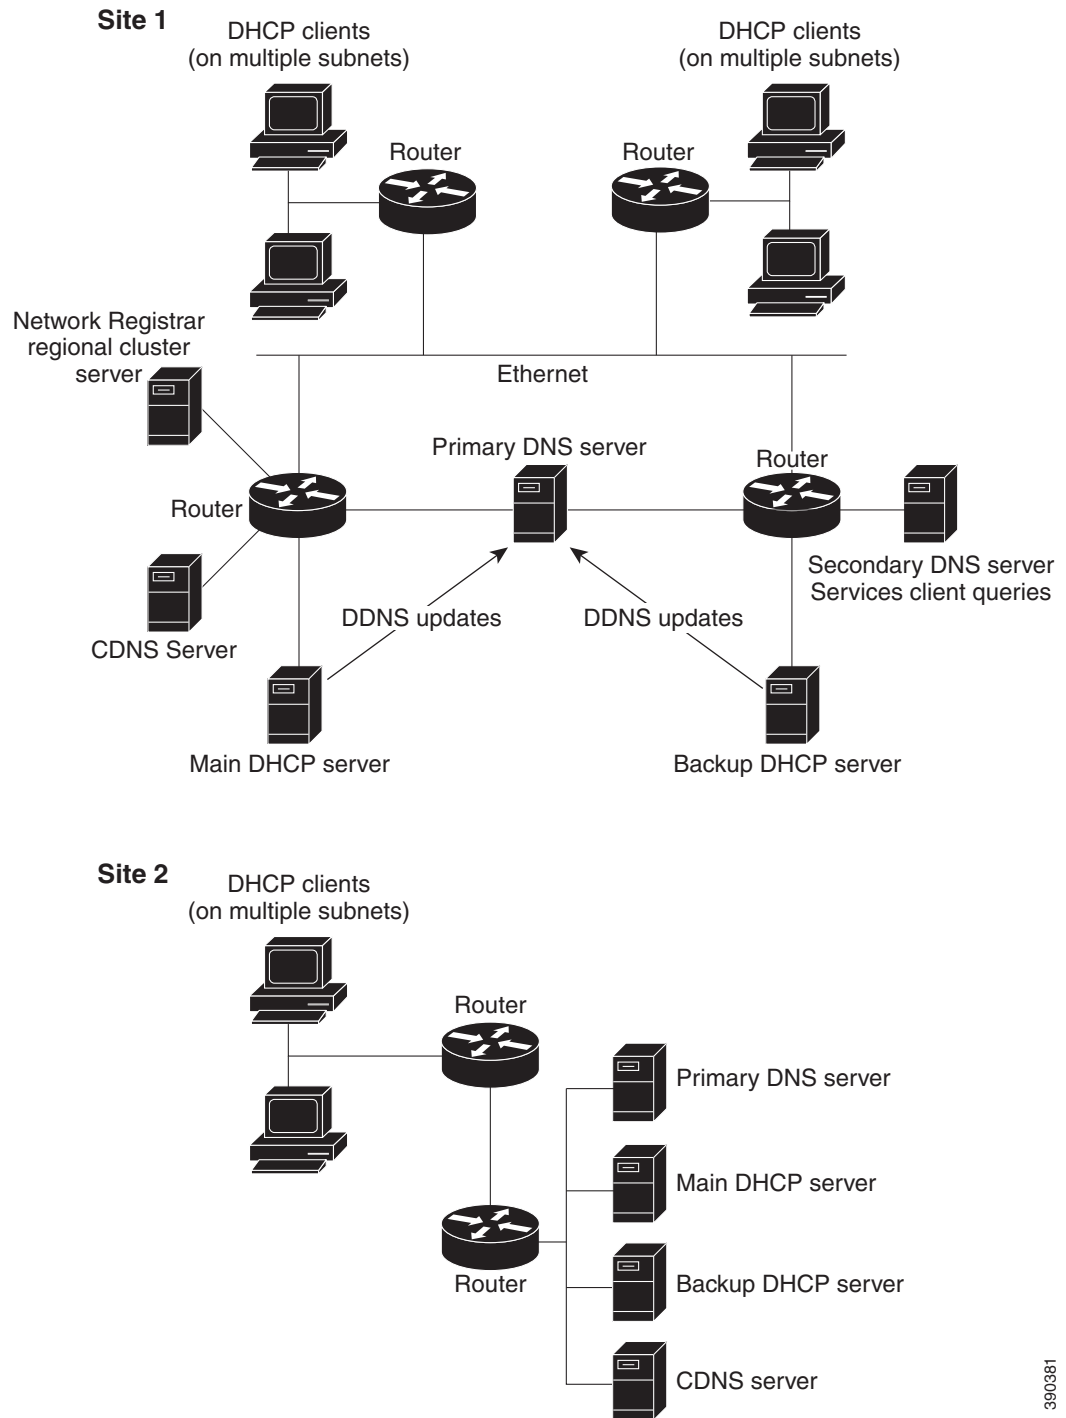 Site 1
DHCP clients
(on multiple subnets)
DHCP clients
(on multiple subnets)
Router
Router
Network Registrar
regional cluster
server
Ethernet
Primary DNS server
Router
Router
Secondary DNS server
Services client queries
DDNS updates
DDNS updates
CDNS Server
Main DHCP server
Backup DHCP server
Site 2
DHCP clients
(on multiple subnets)
Router
Primary DNS server
Main DHCP server
Router
Backup DHCP server
CDNS server
390381